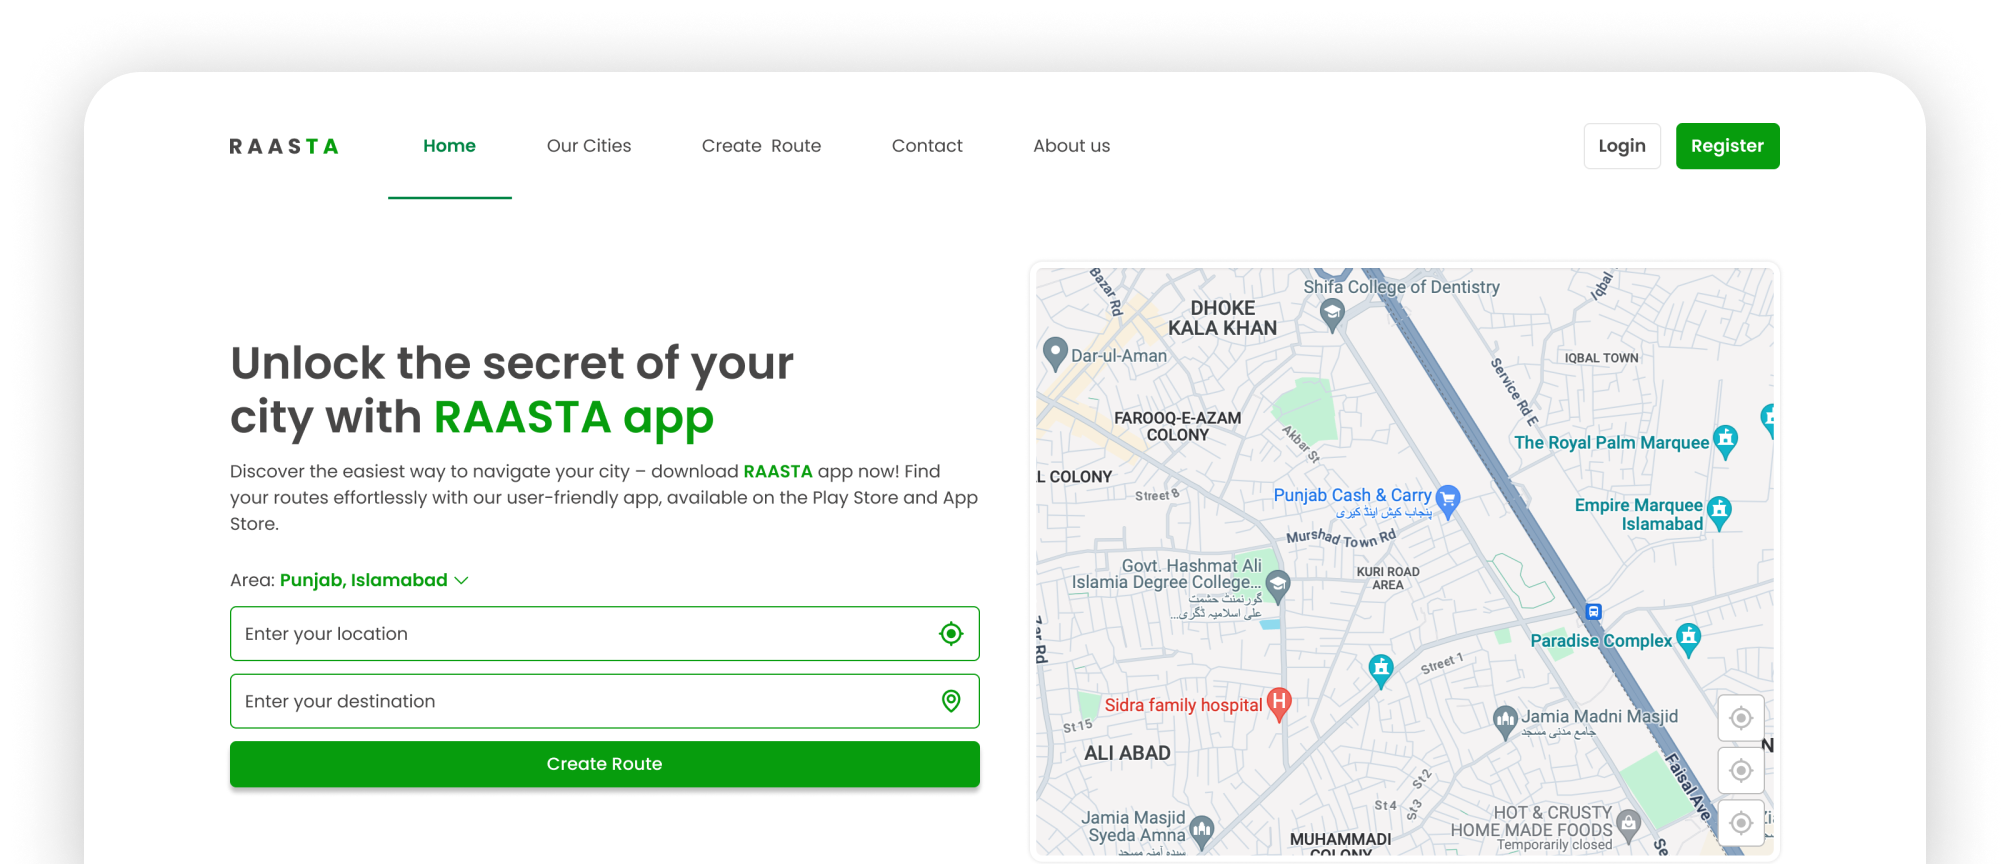 RAASTA
Home
Our Cities
Create Route
Contact
About us
Login
Register
Unlock the secret of your
city with RAASTA app
Discover the easiest way to navigate your city – download RAASTA app now! Find
your routes effortlessly with our user-friendly app, available on the Play Store and App
Store.
Area: Punjab, Islamabad
Enter your location
Enter your destination
Create Route
Bazar Rd
Shifa College of Dentistry
Iqbal
DHOKE
KALA KHAN
Dar-ul-Aman
IQBAL TOWN
Service Rd E
FAROOQ-E-AZAM
COLONY
Akbar St
The Royal Palm Marquee
L COLONY
Street 8
Punjab Cash & Carry
پنجاب کیش اینڈ کیری
Empire Marquee
Islamabad
Murshad Town Rd
Govt. Hashmat Ali
Islamia Degree College...
گورنمنٹ حشمت
علی اسلامیہ ڈگری...
KURI ROAD
AREA
Zar Rd
Paradise Complex
Street 1
Sidra family hospital
H
St 15
Jamia Madni Masjid
جامع مدنی مسجد
ALI ABAD
N
Faisal Ave
St 2
St 4
St 3
HOT & CRUSTY
HOME MADE FOODS
Temporarily closed
Jamia Masjid
Syeda Amna
سیدہ آمنہ مسجد
MUHAMMADI
COLONY
Se
Zi